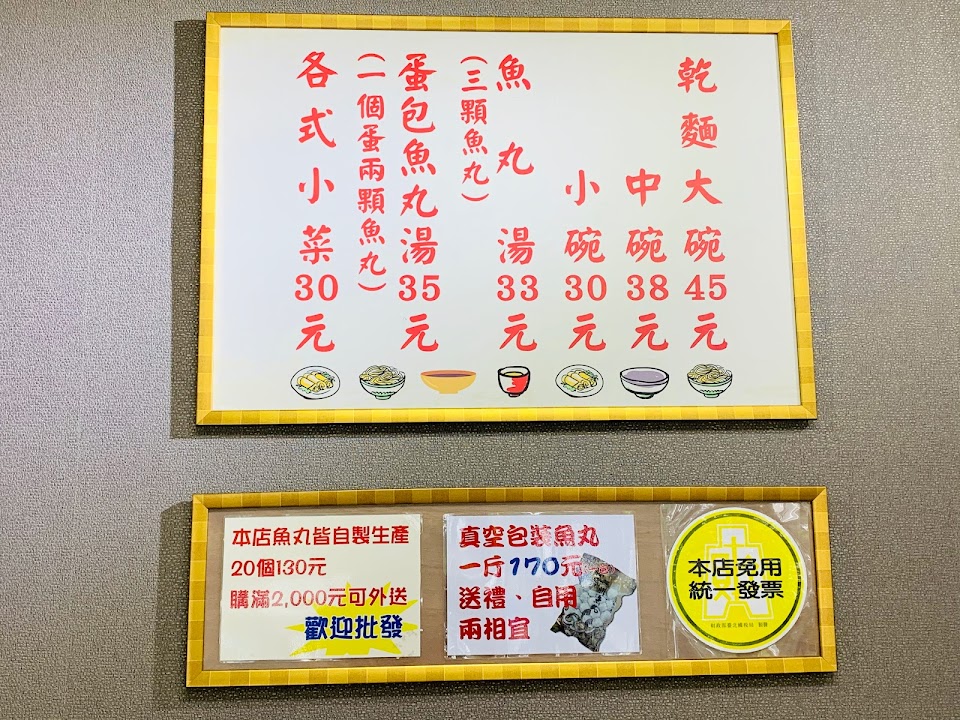 乾麵大碗45元
中碗38元
小碗30元
魚丸湯33元
(三顆魚丸)
蛋包魚丸湯35元
(一個蛋兩顆魚丸)
各式小菜30元
本店魚丸皆自製生產
20個130元
購滿2,000元可外送
歡迎批發
真空包裝魚丸
一斤170元
送禮、自用
兩相宜
本店免用
統一發票